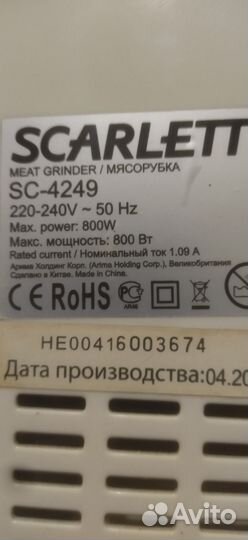 SCARLETT
MEAT GRINDER / МЯСОРУБКА
SC-4249
220-240V ~ 50 Hz
Max. power: 800W
Макс. мощность: 800 Вт
Rated current / Номинальный ток 1.09 А
Арима Холдинг Корп. (Arima Holding Corp.), Великобритания
Сделано в Китае. Made in China.
CE RoHS
АЯ46
HE00416003674
Дата производства:04.20
Avito